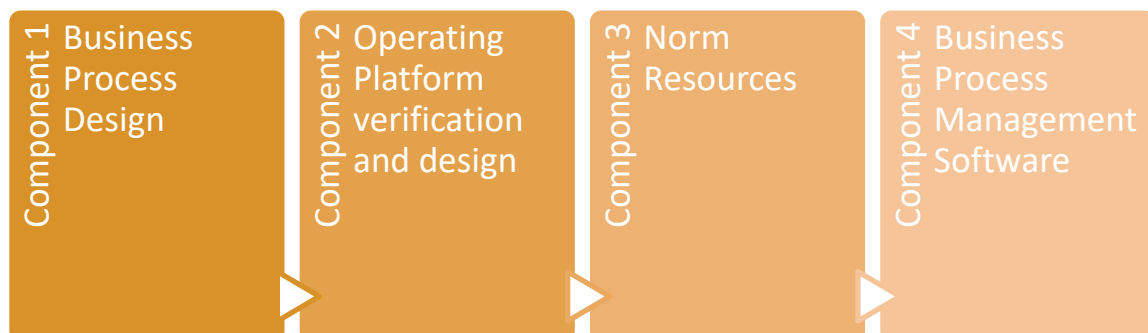 Component 1
Business
Process
Design
Component 2
Operating
Platform
verification
and design
Component 3
Norm
Resources
Component 4
Business
Process
Management
Software